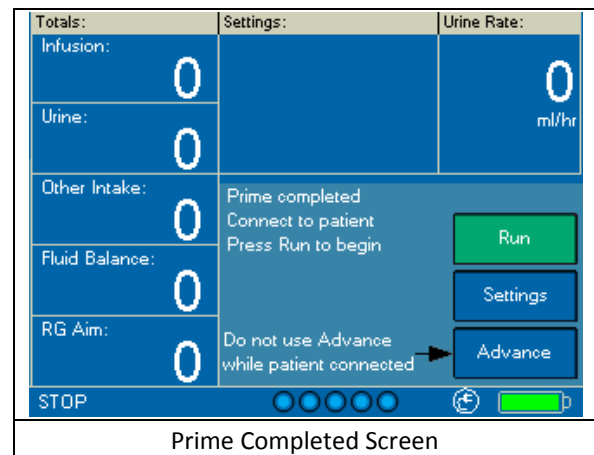 Totals:
Settings:
Urine Rate:
Infusion:
0
0
ml/hr
Urine:
0
Other Intake:
0
Prime completed
Connect to patient
Press Run to begin
Run
Fluid Balance:
0
Settings
RG Aim:
0
Do not use Advance
while patient connected
Advance
STOP
Prime Completed Screen